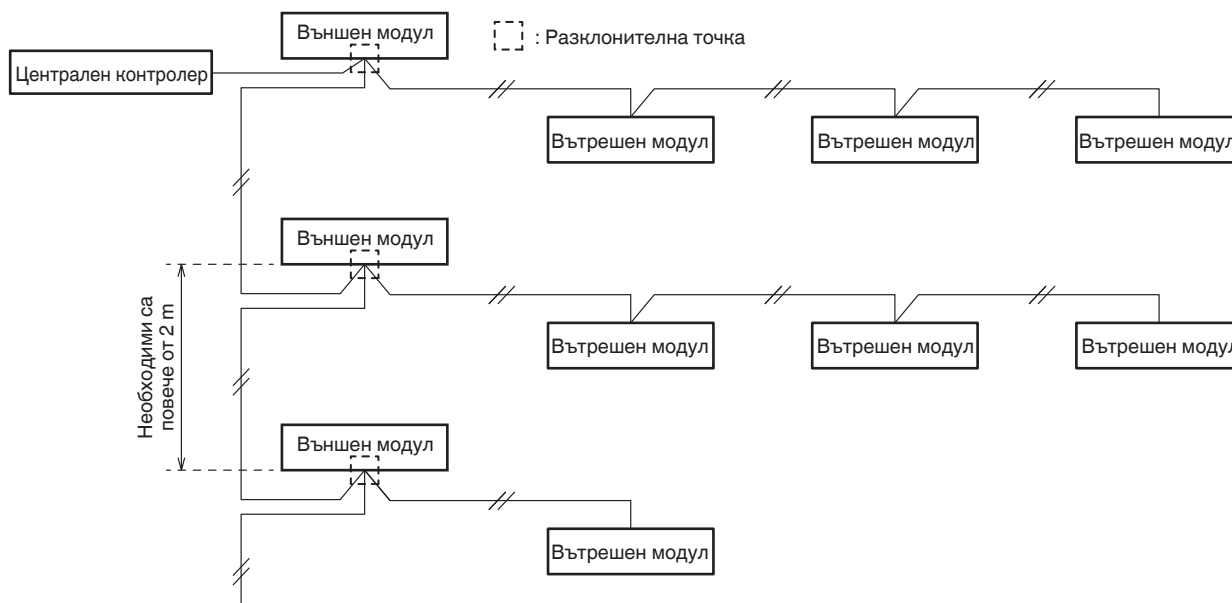 Външен модул
: Разклонителна точка
Централен контролер
Вътрешен модул
Вътрешен модул
Вътрешен модул
Външен модул
Необходими са
повече от 2 m
Вътрешен модул
Вътрешен модул
Вътрешен модул
Външен модул
Вътрешен модул